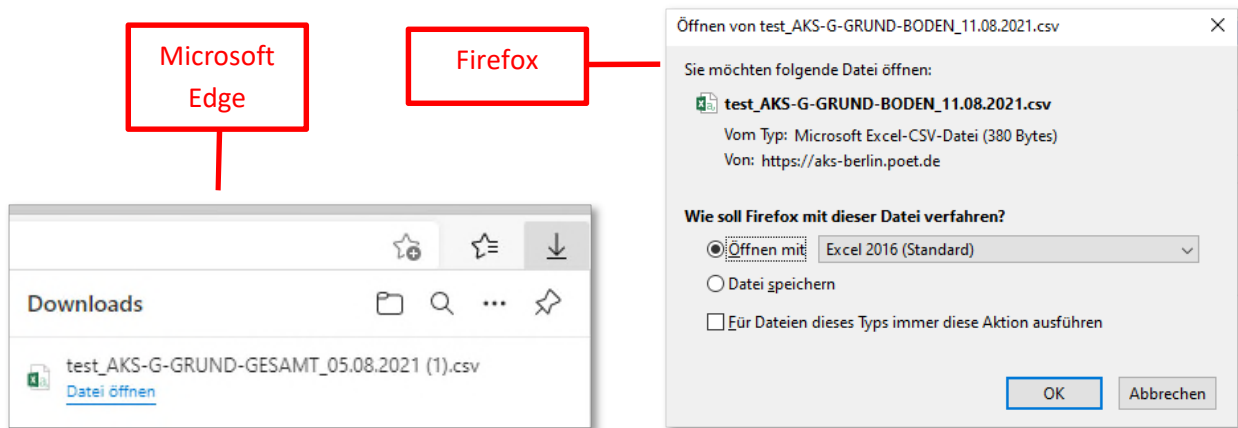 Microsoft
Edge
Firefox
Downloads
test_AKS-G-GRUND-GESAMT_05.08.2021 (1).csv
Datei öffnen
Öffnen von test_AKS-G-GRUND-BODEN_11.08.2021.csv
Sie möchten folgende Datei öffnen:
test_AKS-G-GRUND-BODEN_11.08.2021.csv
Vom Typ: Microsoft Excel-CSV-Datei (380 Bytes)
Von: https://aks-berlin.poet.de
Wie soll Firefox mit dieser Datei verfahren?
Öffnen mit Excel 2016 (Standard)
Datei speichern
Für Dateien dieses Typs immer diese Aktion ausführen
OK Abbrechen